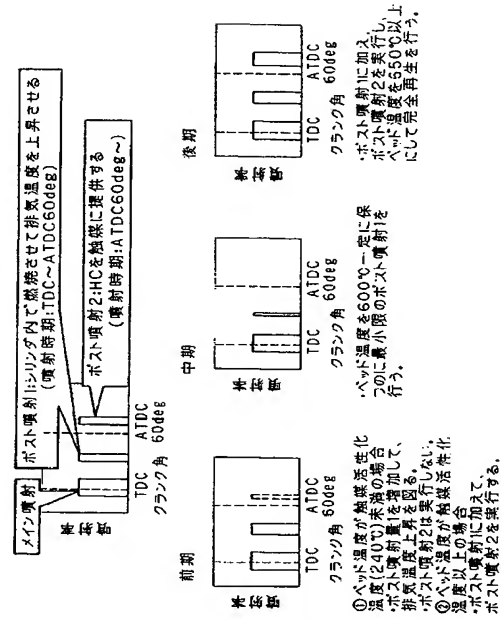 メイン噴射
ポスト噴射1:シリンダ内で燃焼させて排気温度を上昇させる
(噴射時期:TDC~ATDC60deg)
ポスト噴射2:HCを触媒に提供する
(噴射時期:ATDC60deg~)
噴射率
TDC
ATDC
60deg
クランク角
前期
噴射率
TDC
ATDC
60deg
クランク角
①ベッド温度が触媒活性化
温度(240℃)未満の場合
・ポスト噴射量1を増加して、
排気温度上昇を図る。
・ポスト噴射2は実行しない。
②ベッド温度が触媒活性化
温度以上の場合
・ポスト噴射1に加えて、
ポスト噴射2を実行する。
中期
噴射率
TDC
ATDC
60deg
クランク角
・ベッド温度を600℃一定に保
つのに最小限のポスト噴射1を
行う。
後期
噴射率
TDC
ATDC
60deg
クランク角
・ポスト噴射1に加え、
ポスト噴射2を実行し、
ベッド温度を650℃以上
にして完全再生を行う。